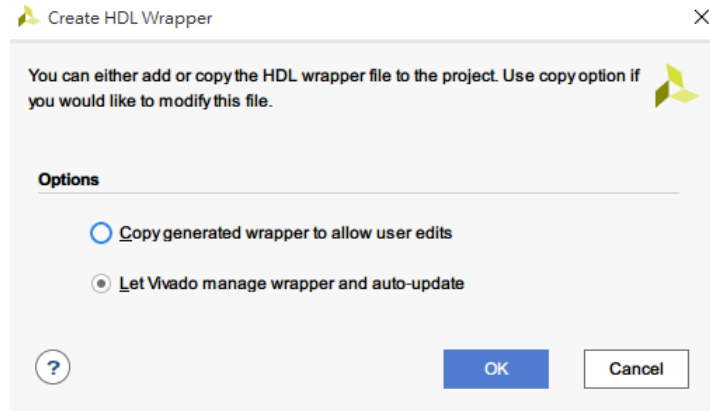 Create HDL Wrapper
You can either add or copy the HDL wrapper file to the project. Use copy option if
you would like to modify this file.
Options
Copy generated wrapper to allow user edits
Let Vivado manage wrapper and auto-update
?
OK
Cancel